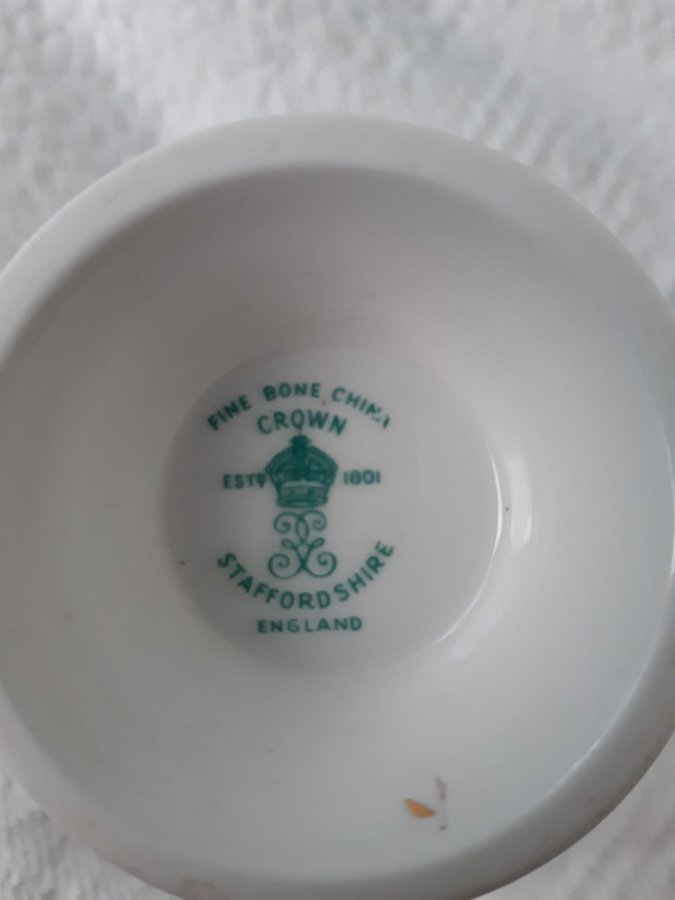 FINE BONE CHINA
CROWN
ESTD 1801
STAFFORDSHIRE
ENGLAND